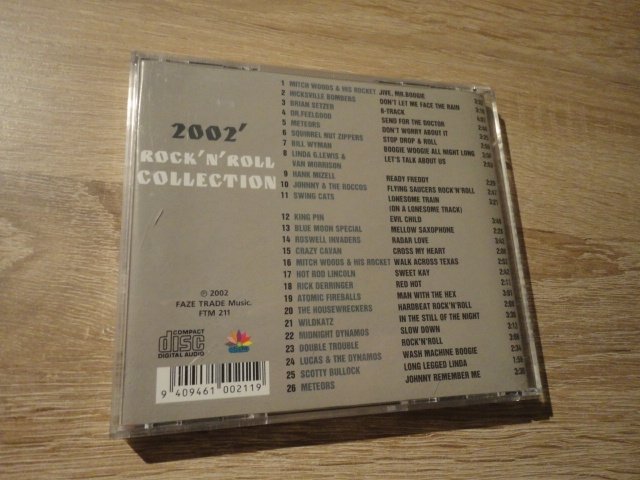 2002'
ROCK'N'ROLL
COLLECTION
1 MITCH WOODS & HIS ROCKET JIVE, MR.BOOGIE
2 HICKSVILLE BOMBERS DON'T LET ME FACE THE RAIN
3 BRIAN SETZER 8-TRACK
4 DR.FEELGOOD SEND FOR THE DOCTOR
5 METEORS DON'T WORRY ABOUT IT
6 SQUIRREL NUT ZIPPERS STOP DROP & ROLL
7 BILL WYMAN BOOGIE WOOGIE ALL NIGHT LONG
8 LINDA G.LEWIS & LET'S TALK ABOUT US
VAN MORRISON
9 HANK MIZELL READY FREDDY
10 JOHNNY & THE ROCCOS FLYING SAUCERS ROCK'N'ROLL
11 SWING CATS LONESOME TRAIN
(ON A LONESOME TRACK)
12 KING PIN EVIL CHILD
13 BLUE MOON SPECIAL MELLOW SAXOPHONE
14 ROSWELL INVADERS RADAR LOVE
15 CRAZY CAVAN CROSS MY HEART
16 MITCH WOODS & HIS ROCKET WALK ACROSS TEXAS
17 HOT ROD LINCOLN SWEET KAY
18 RICK DERRINGER RED HOT
19 ATOMIC FIREBALLS MAN WITH THE HEX
20 THE HOUSEWRECKERS HARDBEAT ROCK'N'ROLL
21 WILDKATZ IN THE STILL OF THE NIGHT
22 MIDNIGHT DYNAMOS SLOW DOWN
23 DOUBLE TROUBLE ROCK'N'ROLL
24 LUCAS & THE DYNAMOS WASH MACHINE BOOGIE
25 SCOTTY BULLOCK LONG LEGGED LINDA
26 METEORS JOHNNY REMEMBER ME
℗ 2002
FAZE TRADE Music.
FTM 211
COMPACT
disc
DIGITAL AUDIO
9 409461 002119